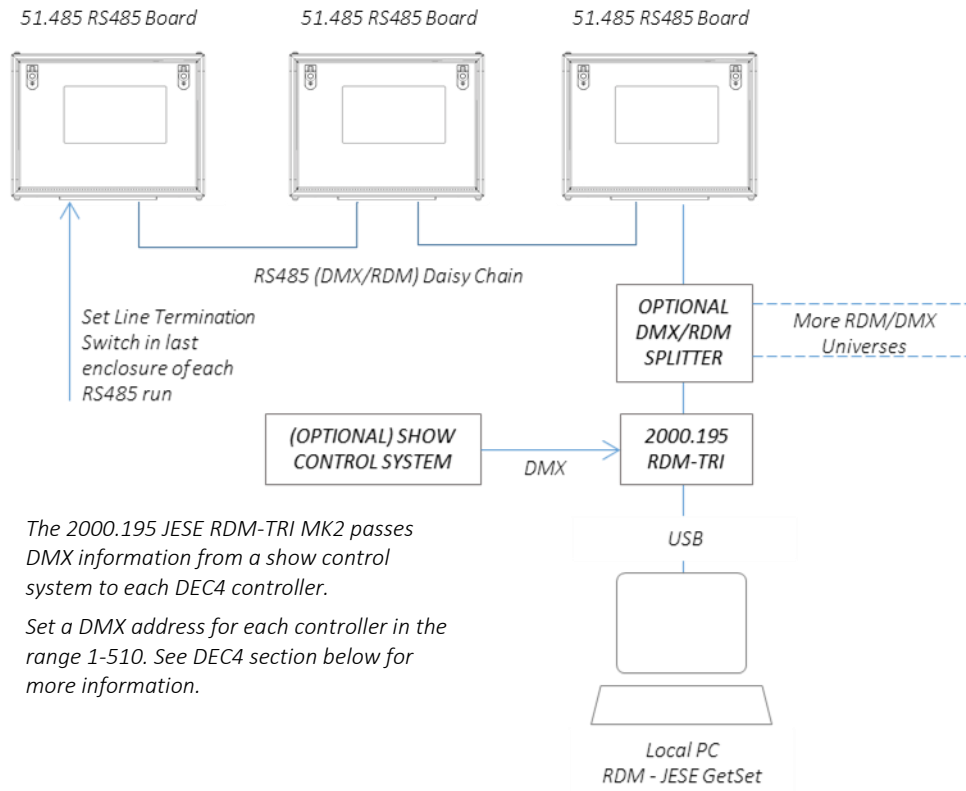 51.485 RS485 Board
51.485 RS485 Board
51.485 RS485 Board
RS485 (DMX/RDM) Daisy Chain
Set Line Termination
Switch in last
enclosure of each
RS485 run
OPTIONAL
DMX/RDM
SPLITTER
More RDM/DMX
Universes
(OPTIONAL) SHOW
CONTROL SYSTEM
DMX
2000.195
RDM-TRI
USB
The 2000.195 JESE RDM-TRI MK2 passes
DMX information from a show control
system to each DEC4 controller.
Set a DMX address for each controller in the
range 1-510. See DEC4 section below for
more information.
Local PC
RDM - JESE GetSet